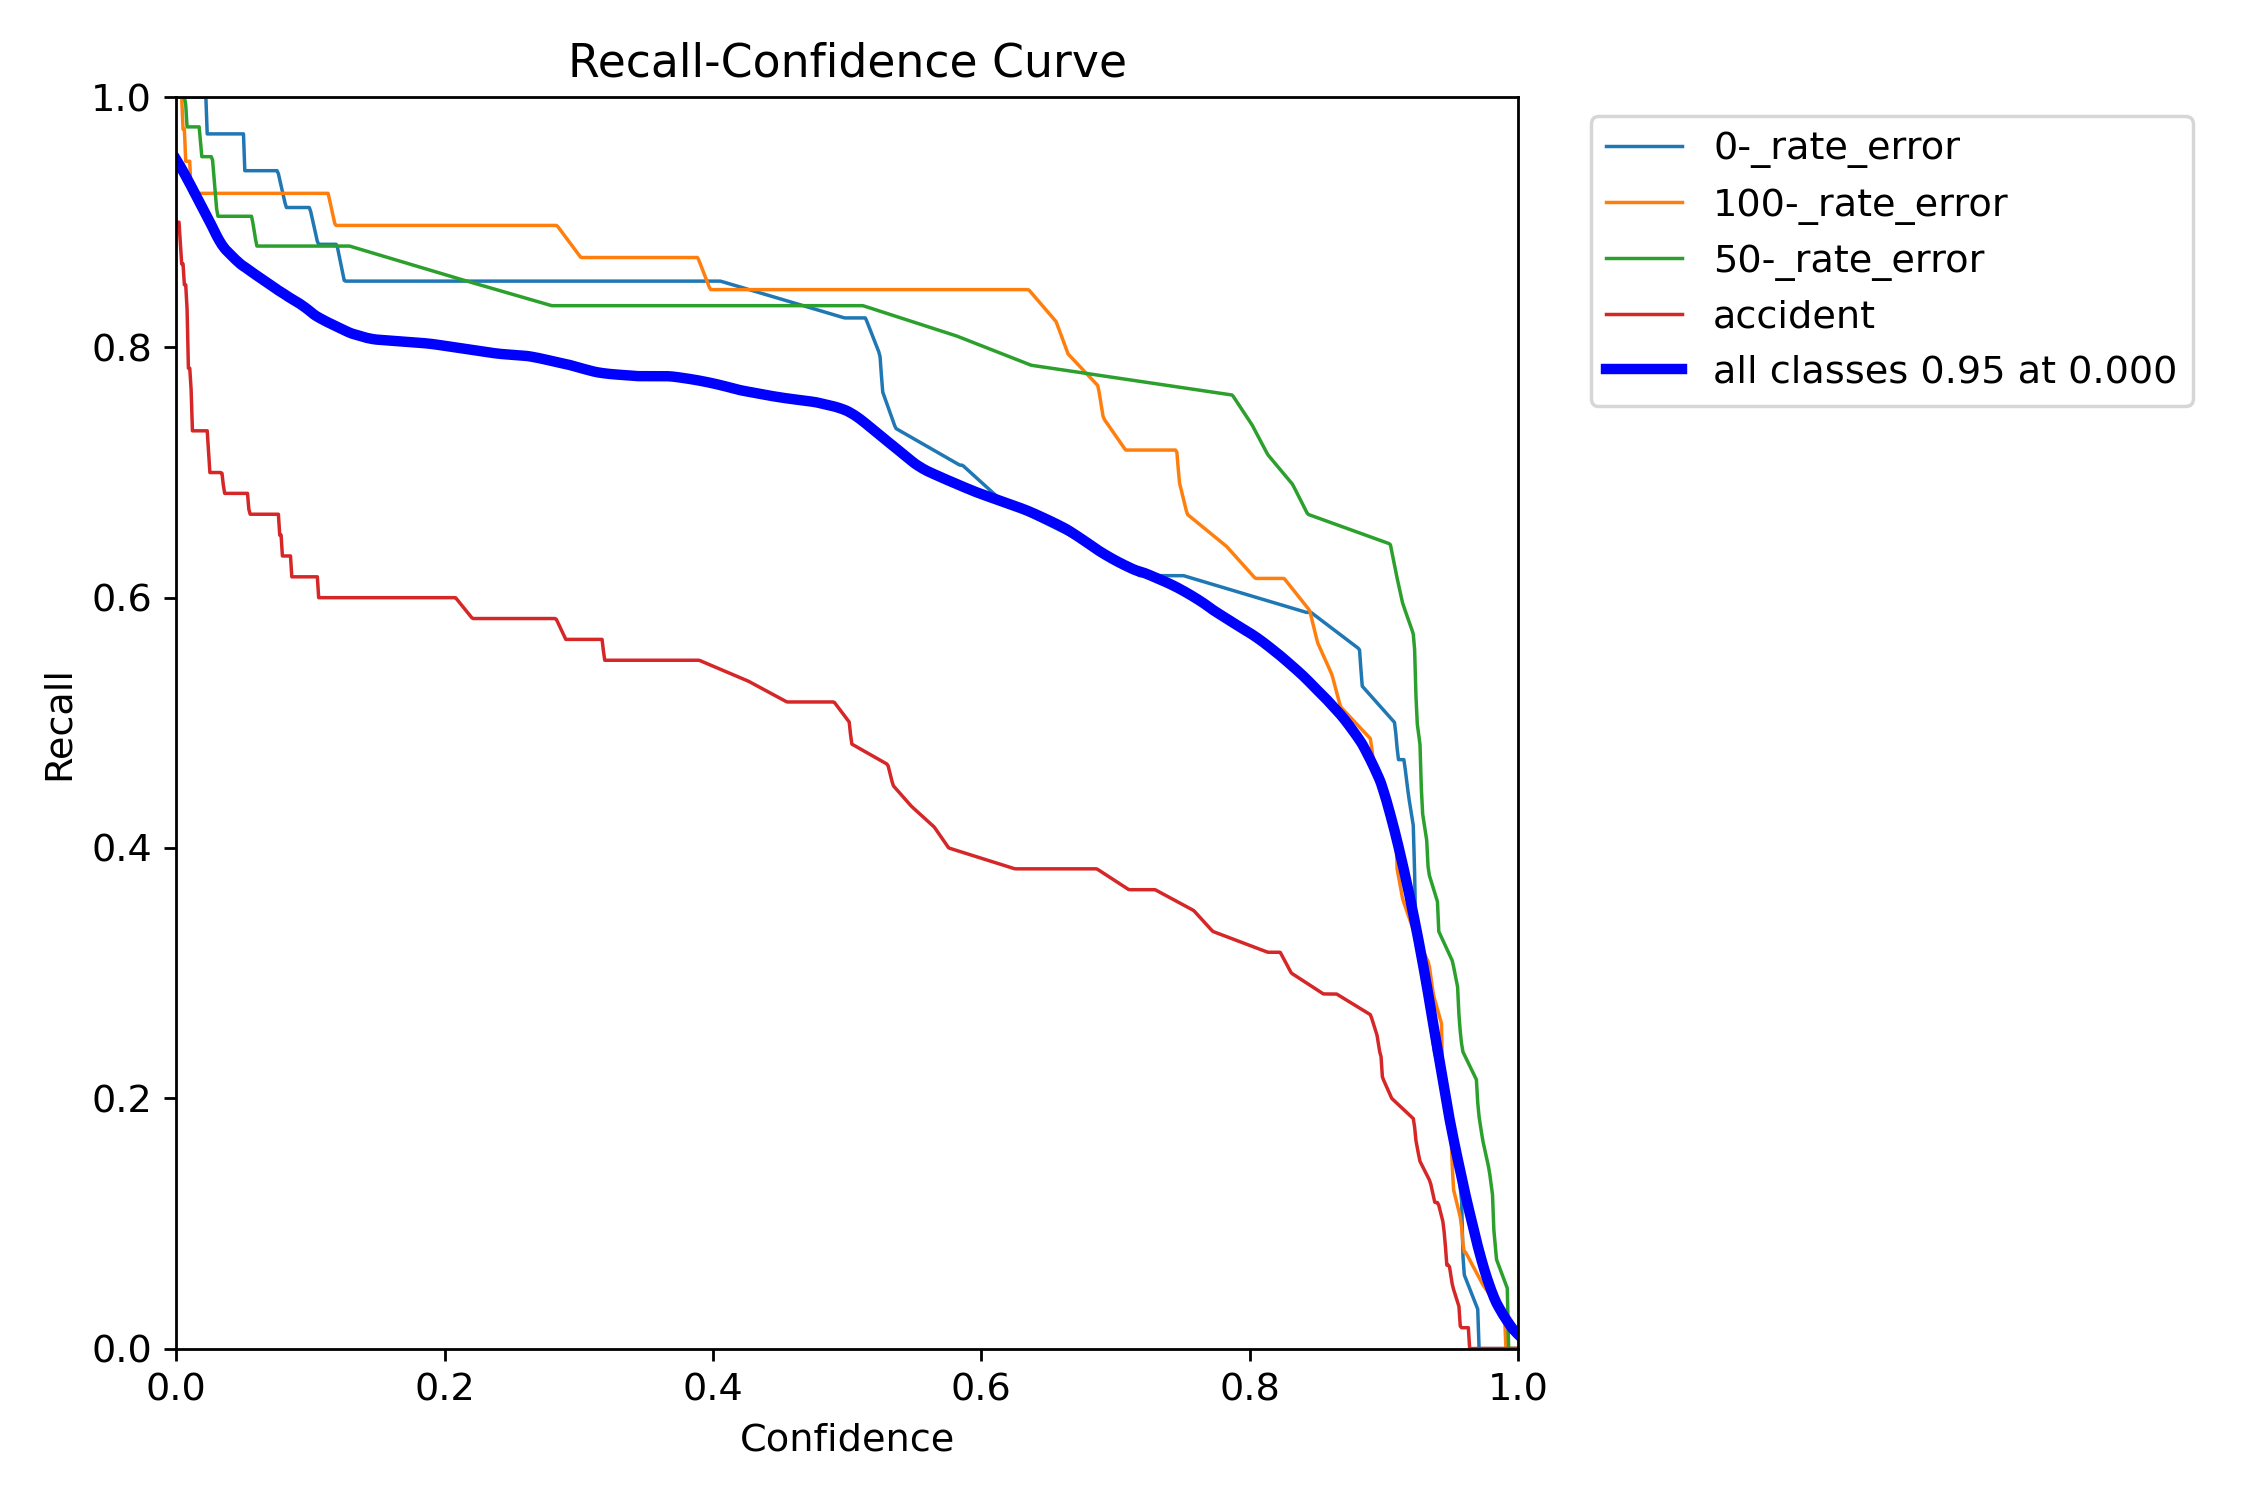 Recall-Confidence Curve
1.0
0.8
0.6
0.4
0.2
0.0
Recall
0.0 0.2 0.4 0.6 0.8 1.0
Confidence
0-_rate_error
100-_rate_error
50-_rate_error
accident
all classes 0.95 at 0.000